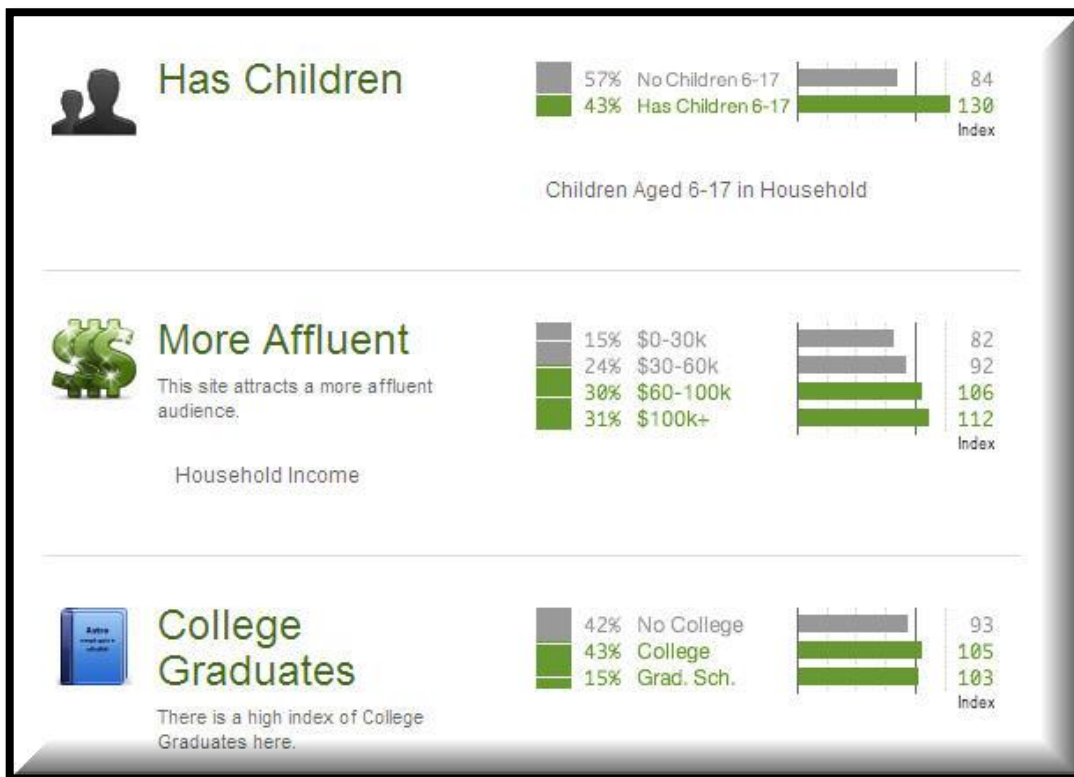 Has Children
57% No Children 6-17 84
43% Has Children 6-17 130
Index
Children Aged 6-17 in Household
More Affluent
This site attracts a more affluent
audience.
Household Income
15% $0-30k 82
24% $30-60k 92
30% $60-100k 106
31% $100k+ 112
Index
College
Graduates
There is a high index of College
Graduates here.
42% No College 93
43% College 105
15% Grad. Sch. 103
Index